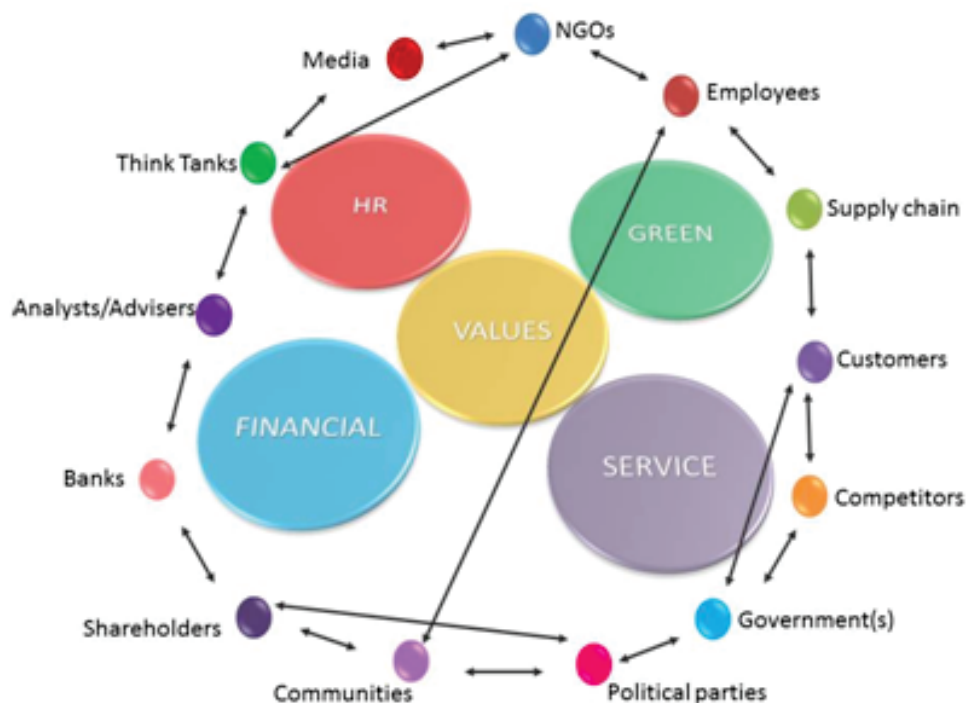 NGOs
Media
Employees
Think Tanks
HR
Supply chain
GREEN
Analysts/Advisers
VALUES
Customers
FINANCIAL
SERVICE
Banks
Competitors
Shareholders
Government(s)
Communities
Political parties